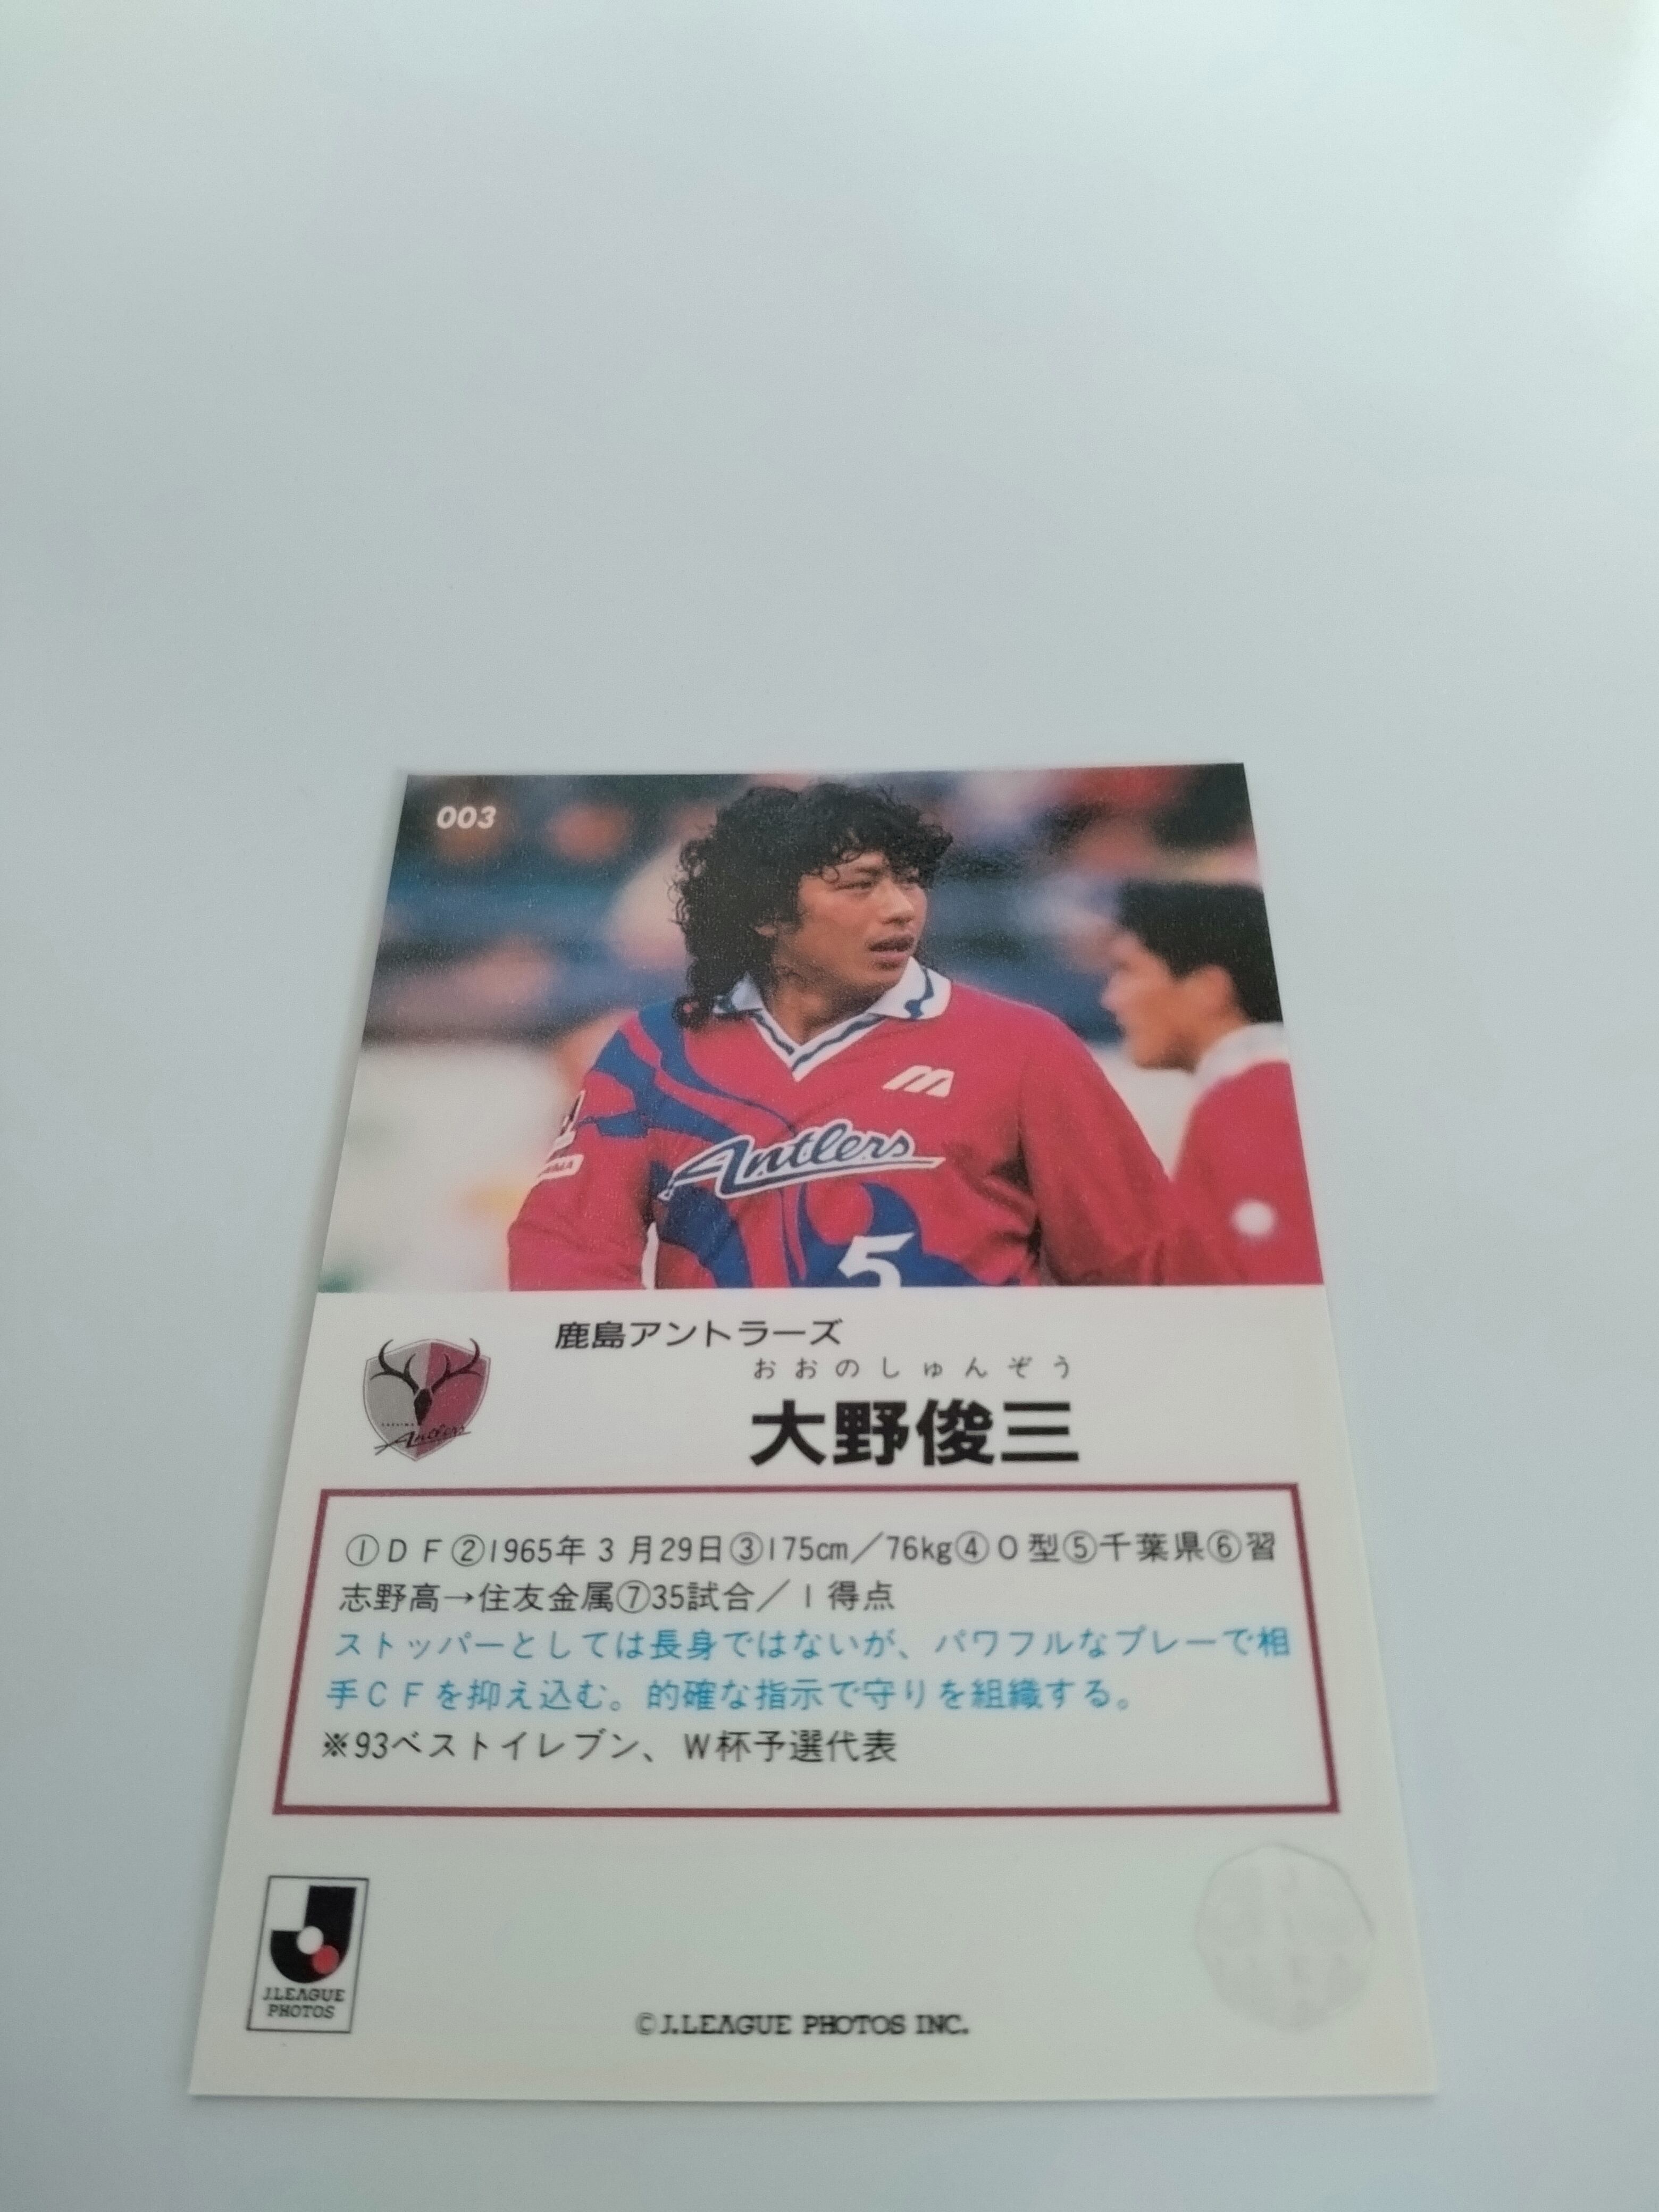 003
Antlers
5
鹿島アントラーズ
おおのしゅんぞう
大野俊三
Antlers
①ＤＦ②1965年３月29日③175cm／76kg④Ｏ型⑤千葉県⑥習
志野高→住友金属⑦35試合／１得点
ストッパーとしては長身ではないが、パワフルなプレーで相
手ＣＦを抑え込む。的確な指示で守りを組織する。
※93ベストイレブン、Ｗ杯予選代表
J.LEAGUE
PHOTOS
©J.LEAGUE PHOTOS INC.